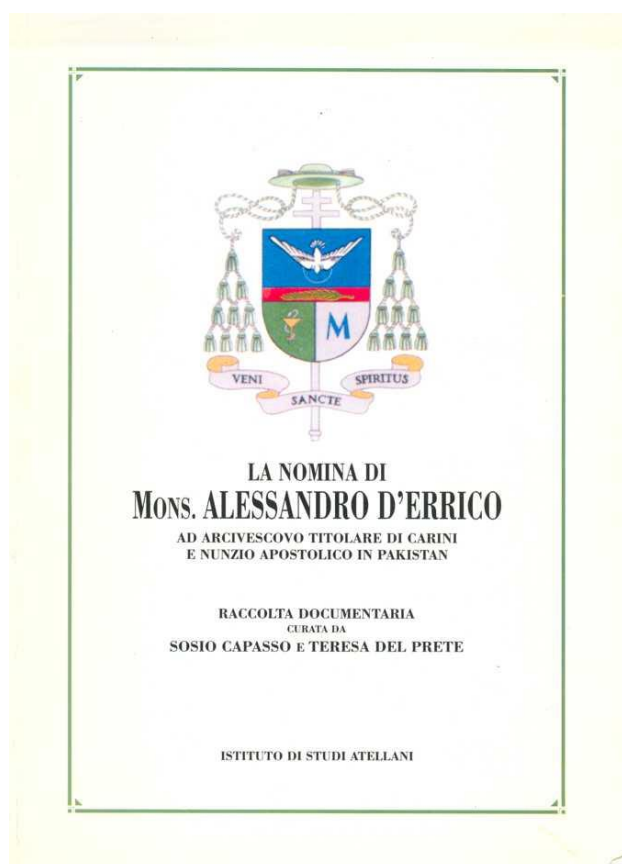 VENI
SANCTE
SPIRITUS
M
LA NOMINA DI
MONS. ALESSANDRO D'ERRICO
AD ARCIVESCOVO TITOLARE DI CARINI
E NUNZIO APOSTOLICO IN PAKISTAN
RACCOLTA DOCUMENTARIA
CURATA DA
SOSIO CAPASSO E TERESA DEL PRETE
ISTITUTO DI STUDI ATELLANI